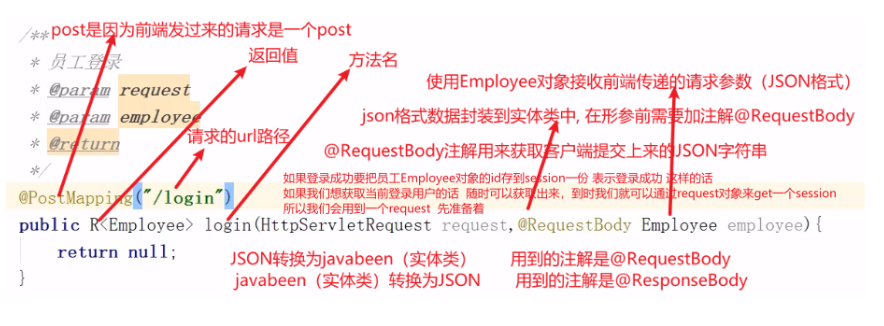 /** post是因为前端发过来的请求是一个post
* 员工登录 返回值 方法名
* @param request 使用Employee对象接收前端传递的请求参数（JSON格式）
* @param employee json格式数据封装到实体类中, 在形参前需要加注解@RequestBody
* @return 请求的url路径
@RequestBody注解用来获取客户端提交上来的JSON字符串
*/
如果登录成功要把员工Employee对象的id存到session一份 表示登录成功 这样的话
如果我们想获取当前登录用户的话 随时可以获取出来，到时我们就可以通过request对象来get一个session
所以我们会用到一个request 先准备着
@PostMapping("/login")
public R<Employee> login(HttpServletRequest request,@RequestBody Employee employee){
return null;
JSON转换为javabeen（实体类） 用到的注解是@RequestBody
javabeen（实体类）转换为JSON 用到的注解是@ResponseBody
}